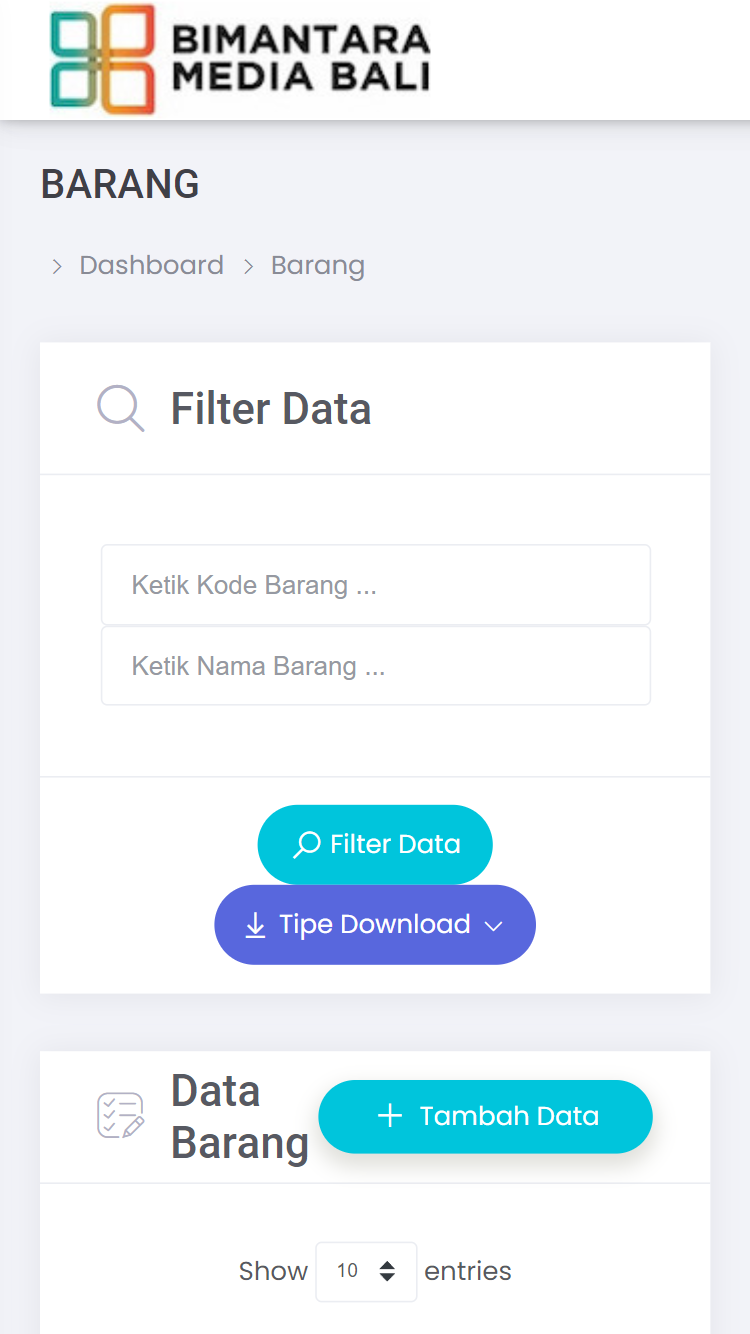 BIMANTARA
MEDIA BALI
BARANG
Dashboard Barang
Filter Data
Ketik Kode Barang ...
Ketik Nama Barang ...
Filter Data
Tipe Download
Data
Barang
Tambah Data
Show 10 entries